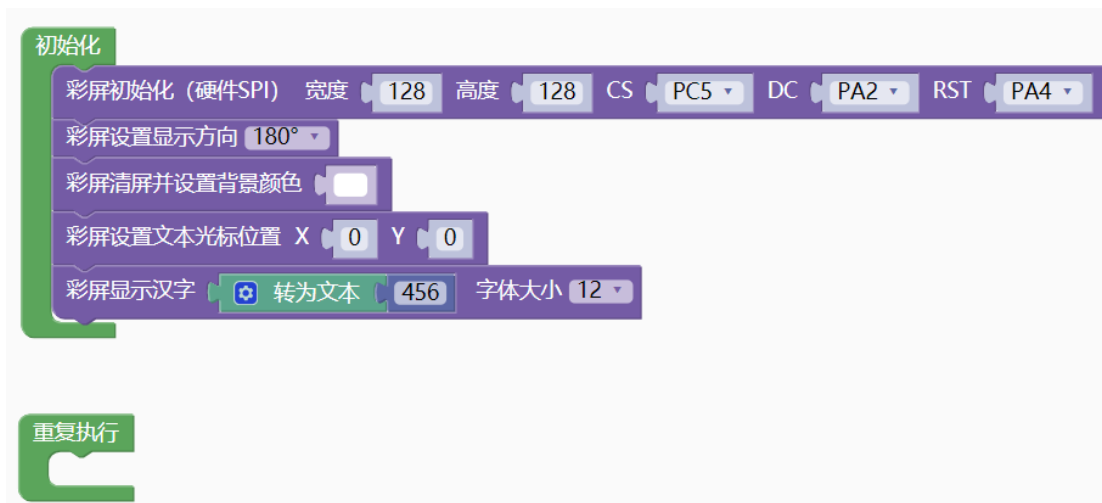 初始化
彩屏初始化（硬件SPI） 宽度 128 高度 128 CS PC5 DC PA2 RST PA4
彩屏设置显示方向 180°
彩屏清屏并设置背景颜色
彩屏设置文本光标位置 X 0 Y 0
彩屏显示汉字 转为文本 456 字体大小 12
重复执行